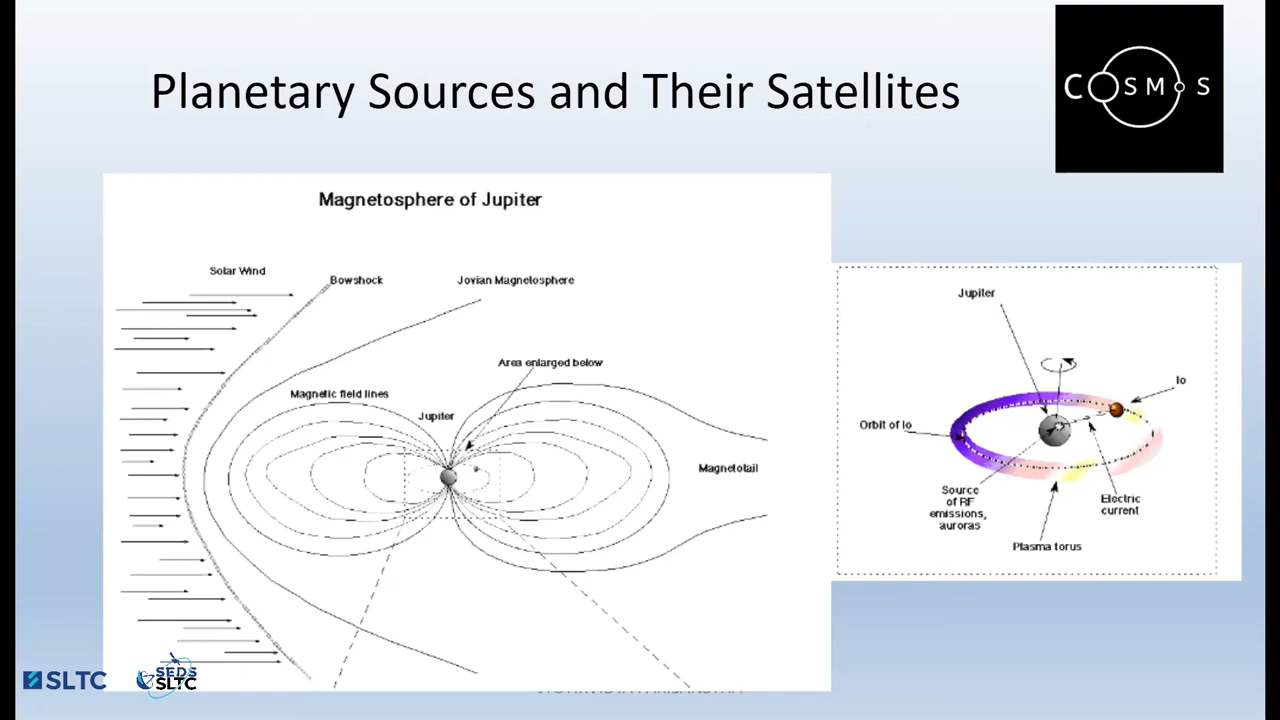 Planetary Sources and Their Satellites
COSMOS
Magnetosphere of Jupiter
Solar Wind
Bowshock
Jovian Magnetosphere
Area enlarged below
Magnetic field lines
Jupiter
Magnetotail
Jupiter
Io
Orbit of Io
Source
of RF
emissions,
auroras
Electric
current
Plasma torus
SLTC
SEDS
SLTC